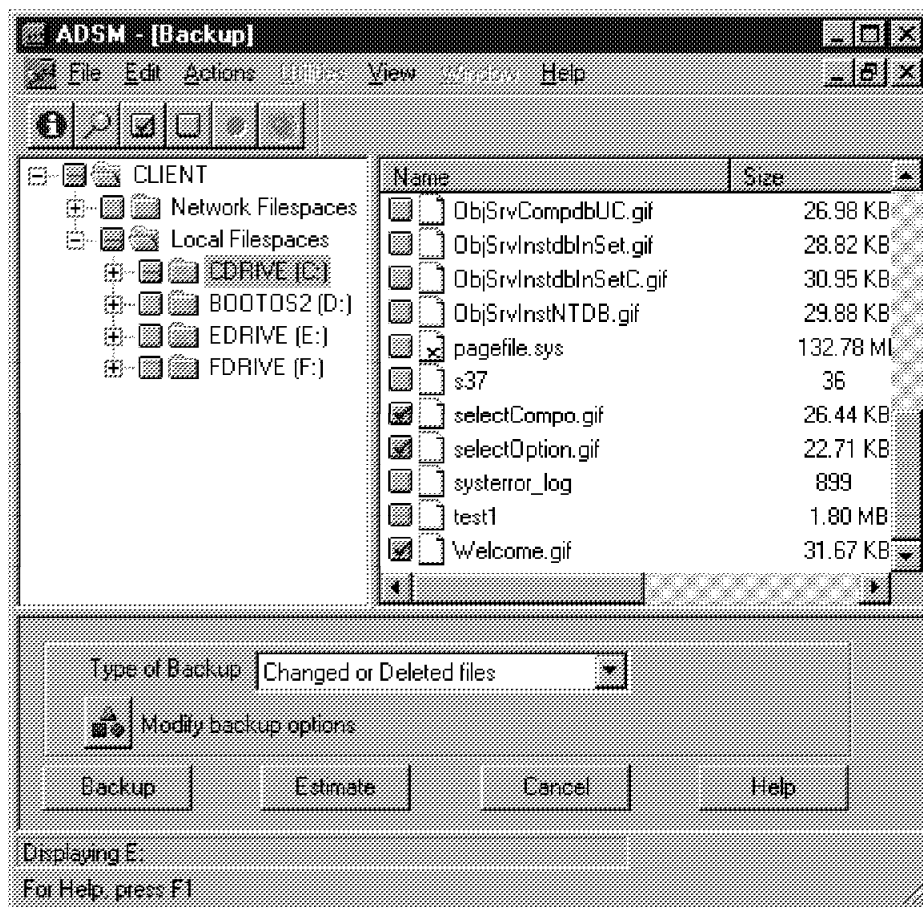 ADSM - [Backup]
File Edit Actions Utilities View Window Help
CLIENT
Network Filespaces
Local Filespaces
CDRIVE (C:)
BOOTOS2 (D:)
EDRIVE (E:)
FDRIVE (F:)
Name Size
ObjSrvCompdbUC.gif 26.98 KB
ObjSrvInstdbInSet.gif 28.82 KB
ObjSrvInstdbInSetC.gif 30.95 KB
ObjSrvInstNTDB.gif 29.88 KB
pagefile.sys 132.78 M
s37 36
selectCompo.gif 26.44 KB
selectOption.gif 22.71 KB
systerror_log 899
test1 1.80 MB
Welcome.gif 31.67 KB
Type of Backup Changed or Deleted files
Modify backup options
Backup Estimate Cancel Help
Displaying E:
For Help, press F1